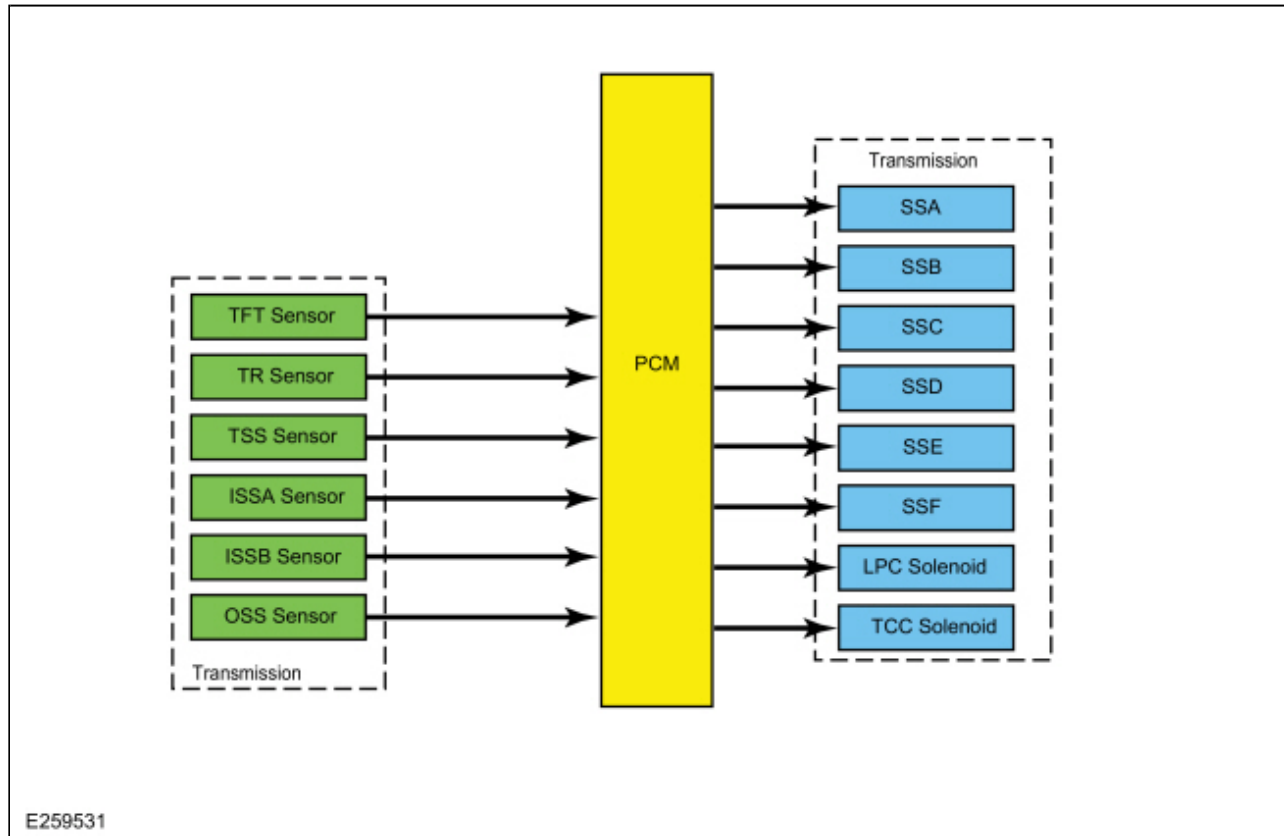 TFT Sensor
TR Sensor
TSS Sensor
ISSA Sensor
ISSB Sensor
OSS Sensor
Transmission
PCM
Transmission
SSA
SSB
SSC
SSD
SSE
SSF
LPC Solenoid
TCC Solenoid
E259531